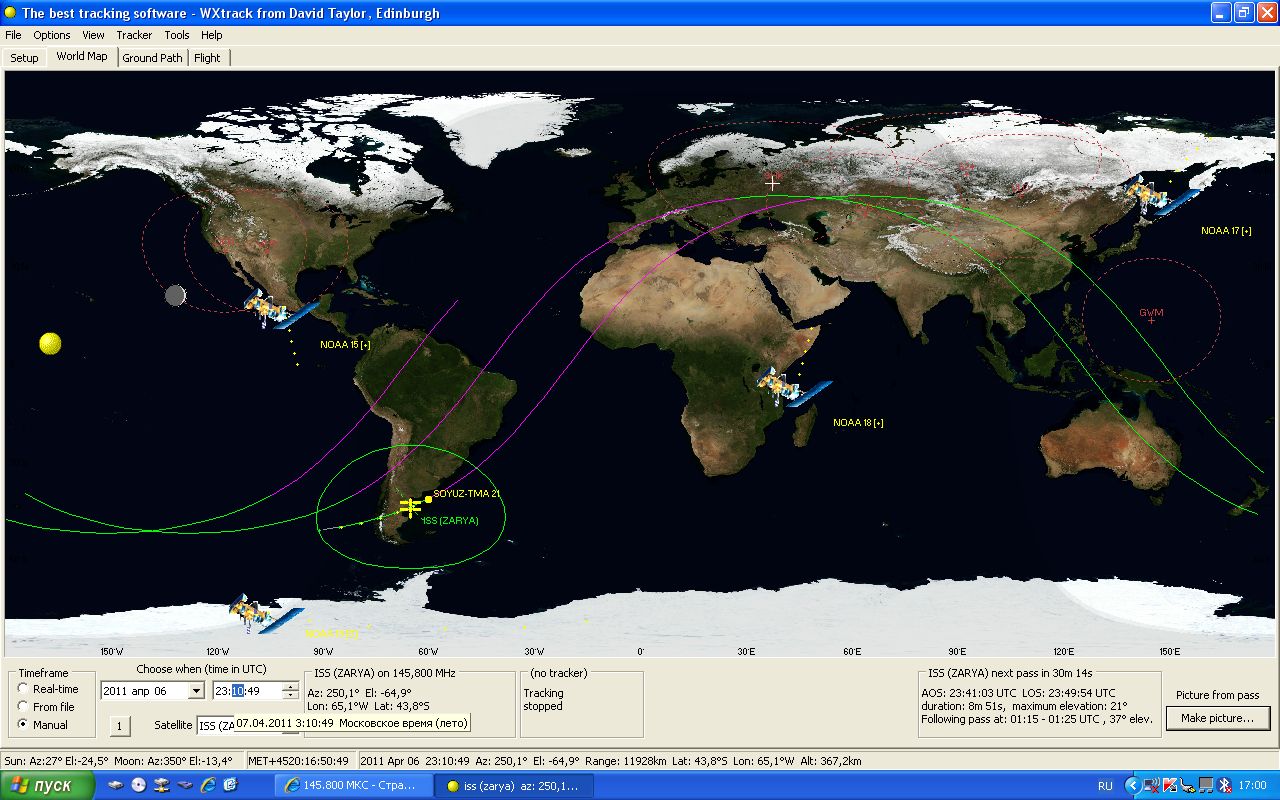 The best tracking software - WXtrack from David Taylor, Edinburgh
File Options View Tracker Tools Help
Setup World Map Ground Path Flight
NOAA 17 [+]
GWM
NOAA 15 [+]
NOAA 18 [+]
SOYUZ-TMA 21
ISS (ZARYA)
150°W 120°W 90°W 60°W 30°W 0° 30°E 60°E 90°E 120°E 150°E
Timeframe
Real-time
From file
Manual
Choose when (time in UTC)
2011 апр 06 23:10:49
1 Satellite ISS (ZA
07.04.2011 3:10:49 Московское время (лето)
ISS (ZARYA) on 145,800 MHz
Az: 250,1° El: -64,9°
Lon: 65,1°W Lat: 43,8°S
(no tracker)
Tracking
stopped
ISS (ZARYA) next pass in 30m 14s
AOS: 23:41:03 UTC LOS: 23:49:54 UTC
duration: 8m 51s, maximum elevation: 21°
Following pass at: 01:15 - 01:25 UTC , 37° elev.
Picture from pass
Make picture...
Sun: Az:27° El:-24,5° Moon: Az:350° El:-13,4° MET+4520:16:50:49 2011 Apr 06 23:10:49 Az: 250,1° El: -64,9° Range: 11928km Lat: 43,8°S Lon: 65,1°W Alt: 367,2km
пуск 145.800 МКС - Стра... iss (zarya) az: 250,1... RU 17:00